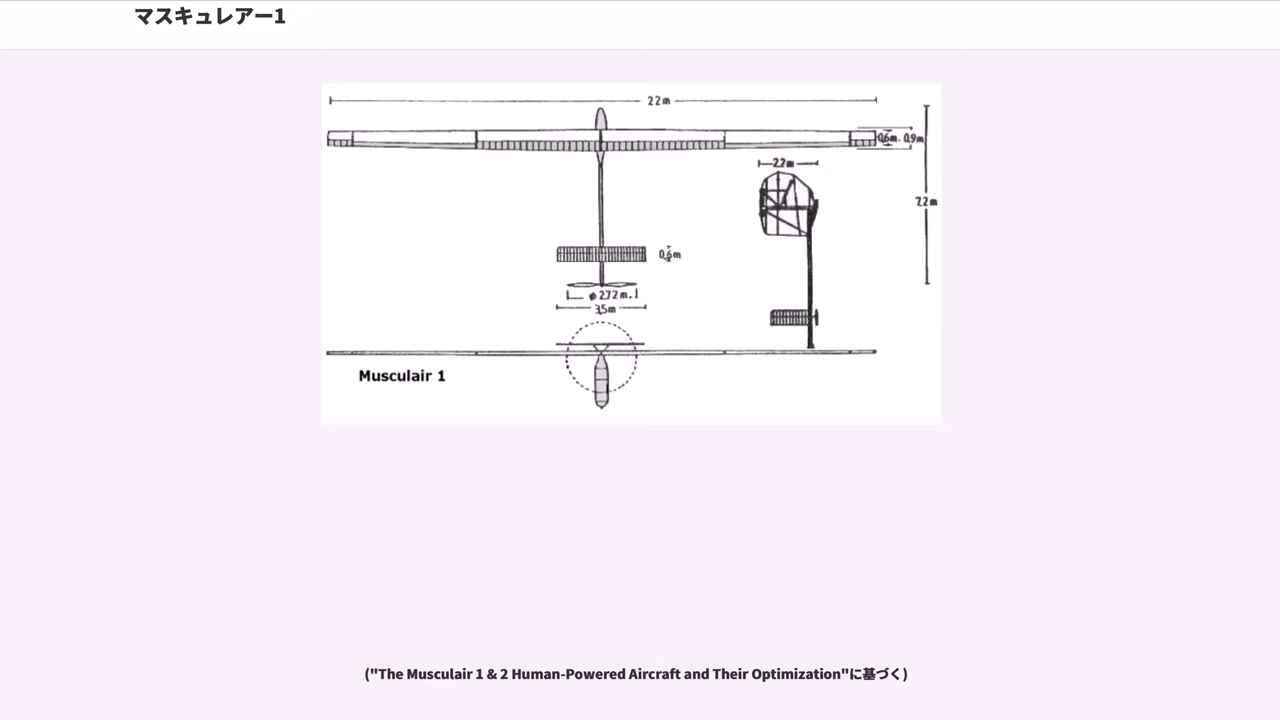 マスキュレアー1
22m
0,6m. 0,9m
2,2m
7,2m
0,6m
ø 2,72 m.
3,5m
Musculair 1
("The Musculair 1 & 2 Human-Powered Aircraft and Their Optimization"に基づく)